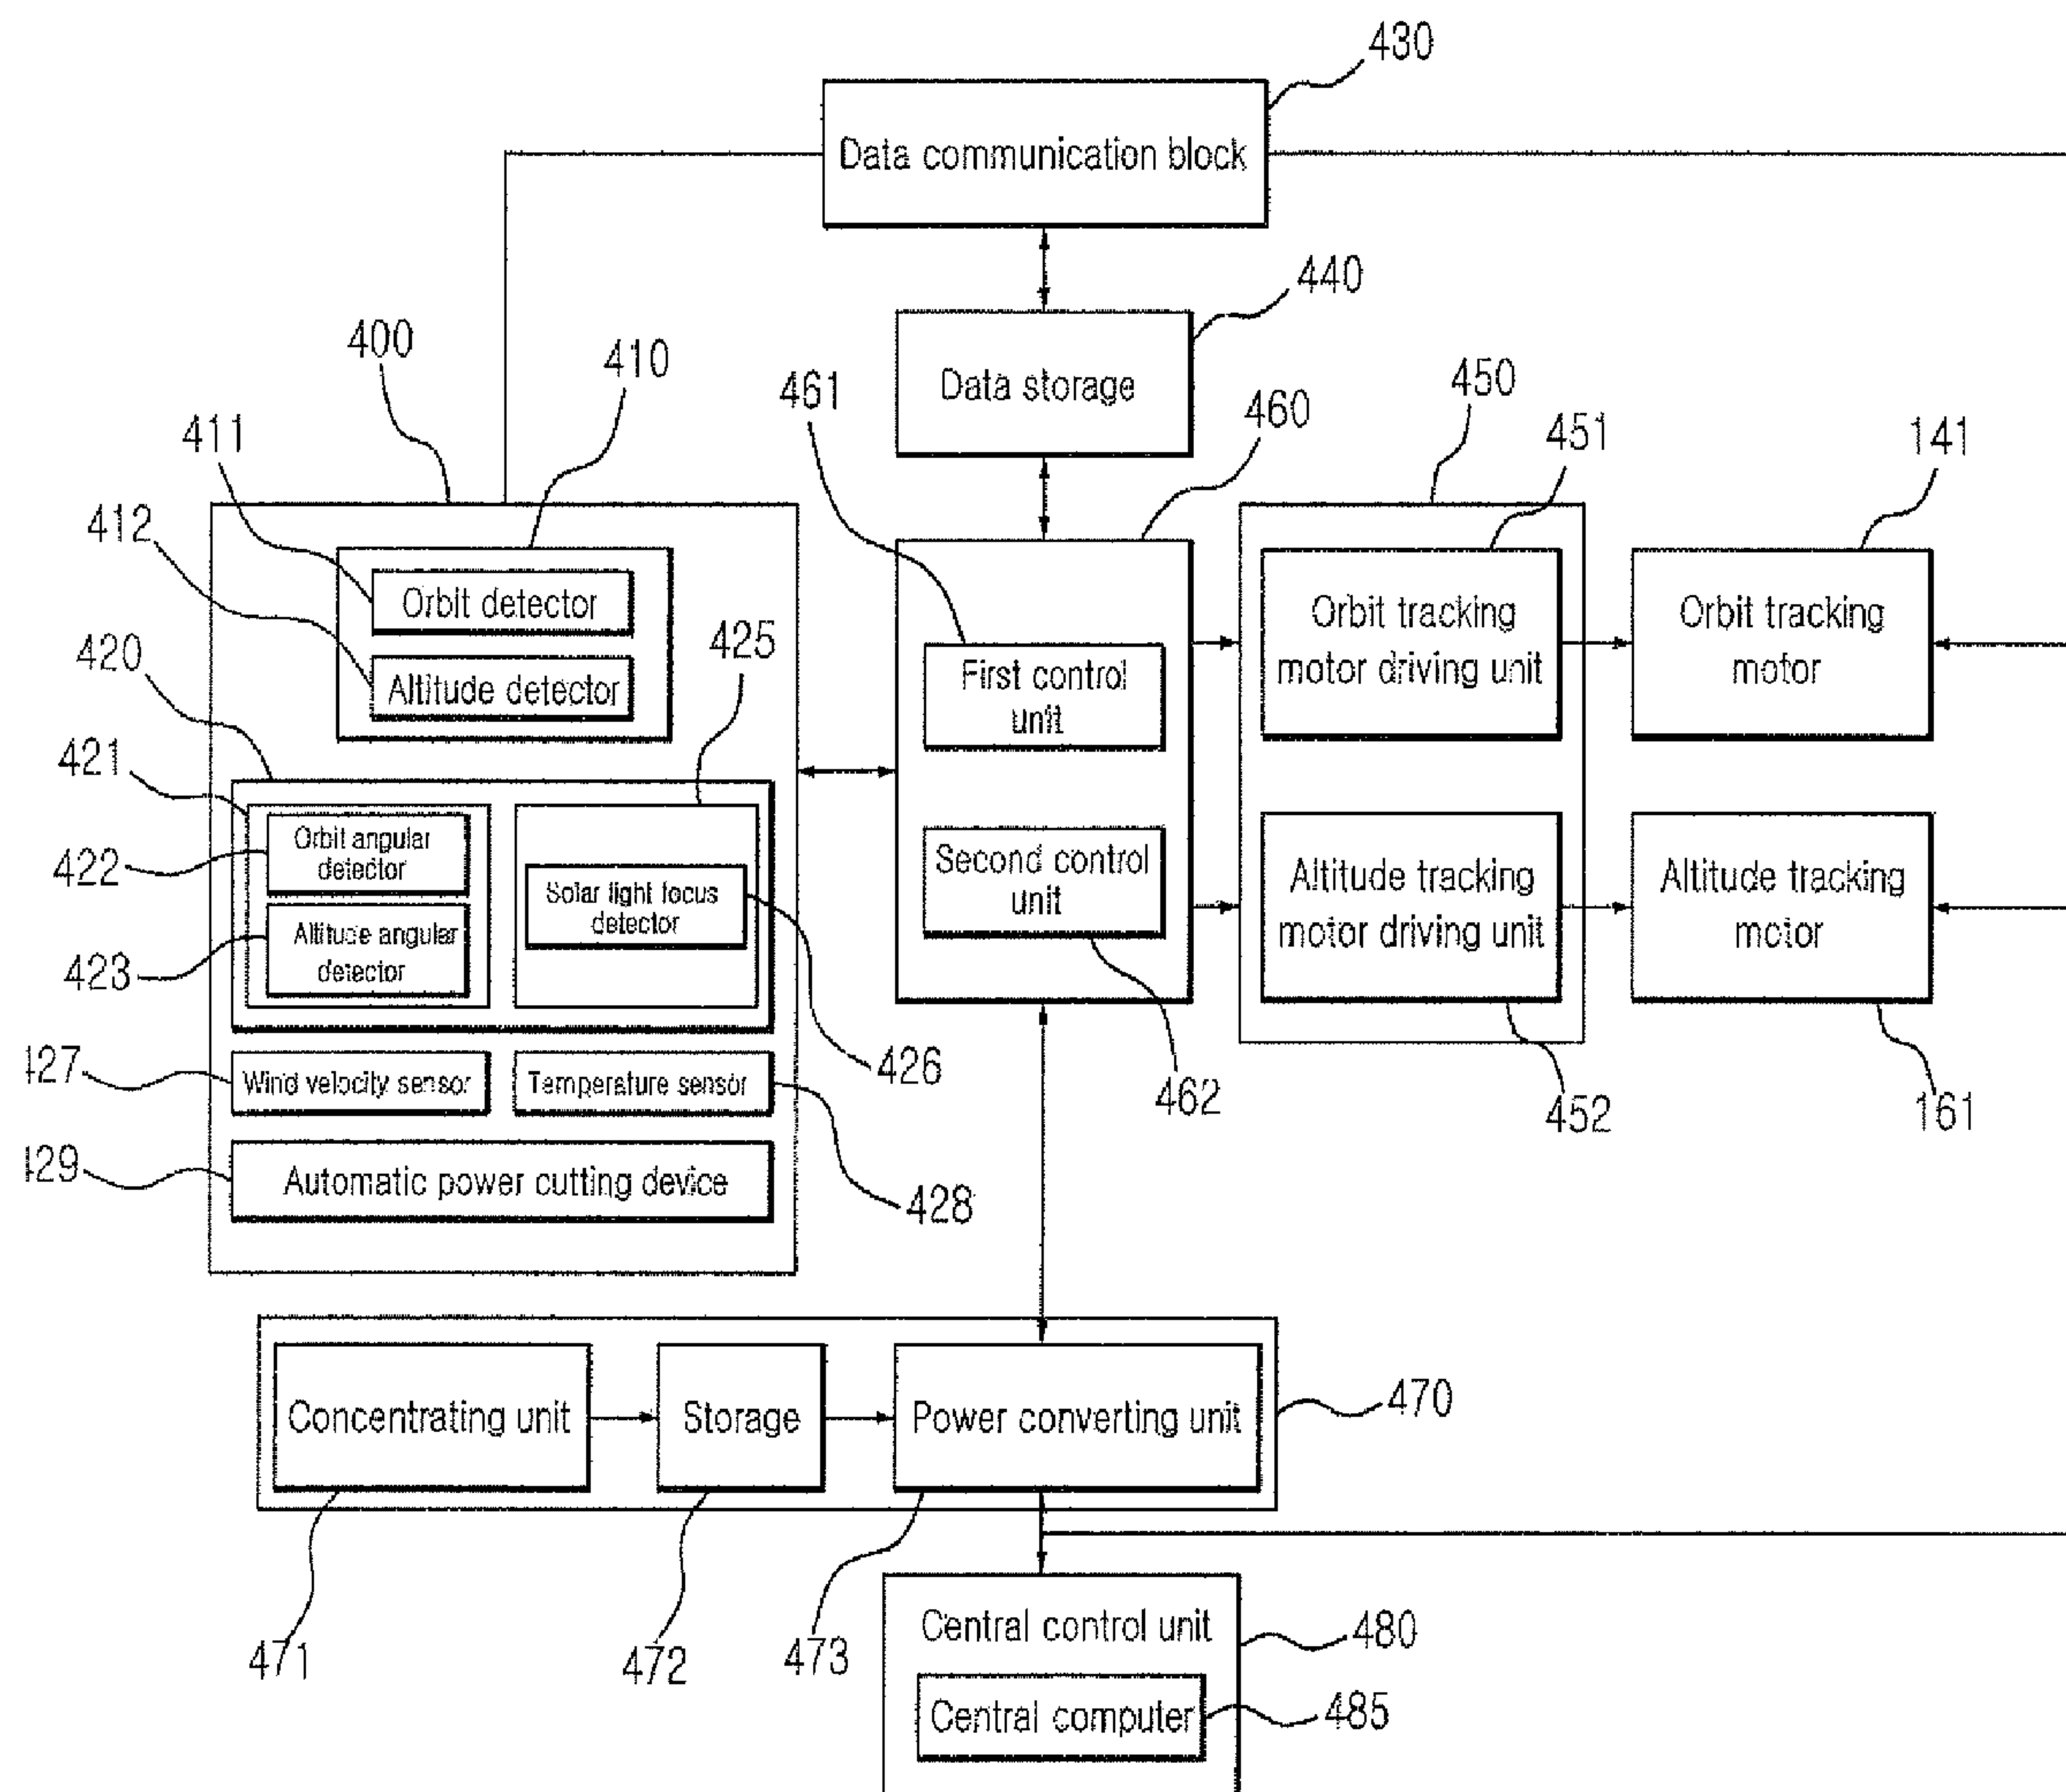 430
Data communication block
440
Data storage
400
410
461
460
450
451
141
411
412
Orbit detector
Altitude detector
420
425
421
422
423
Orbit angular
detector
Altitude angular
detector
Solar light focus
detector
First control
unit
Second control
unit
Orbit tracking
motor driving unit
Orbit tracking
motor
Altitude tracking
motor driving unit
Altitude tracking
motor
427
Wind velocity sensor
Temperature sensor
426
462
452
161
429
Automatic power cutting device
428
Concentrating unit
Storage
Power converting unit
470
471
472
473
Central control unit
480
Central computer
485